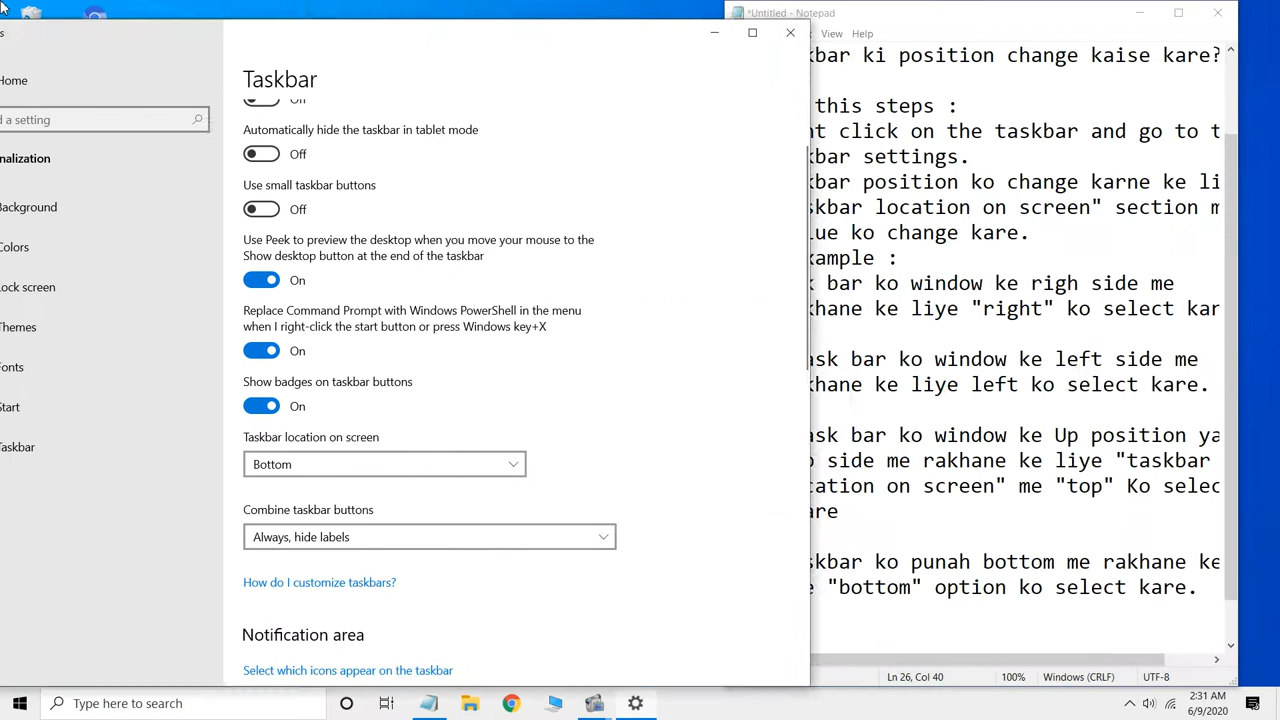 *Untitled - Notepad
View Help
s
Home
d a setting
nalization
Background
Colors
Lock screen
Themes
Fonts
Start
Taskbar
Taskbar
Off
Automatically hide the taskbar in tablet mode
Off
Use small taskbar buttons
Off
Use Peek to preview the desktop when you move your mouse to the
Show desktop button at the end of the taskbar
On
Replace Command Prompt with Windows PowerShell in the menu
when I right-click the start button or press Windows key+X
On
Show badges on taskbar buttons
On
Taskbar location on screen
Bottom
Combine taskbar buttons
Always, hide labels
How do I customize taskbars?
Notification area
Select which icons appear on the taskbar
kbar ki position change kaise kare?
this steps :
ht click on the taskbar and go to t
kbar settings.
kbar position ko change karne ke li
skbar location on screen" section m
lue ko change kare.
xample :
k bar ko window ke righ side me
khane ke liye "right" ko select kar
ask bar ko window ke left side me
khane ke liye left ko select kare.
ask bar ko window ke Up position ya
p side me rakhane ke liye "taskbar
cation on screen" me "top" Ko selec
are
skbar ko punah bottom me rakhane ke
e "bottom" option ko select kare.
Ln 26, Col 40 100% Windows (CRLF) UTF-8
Type here to search
2:31 AM
6/9/2020